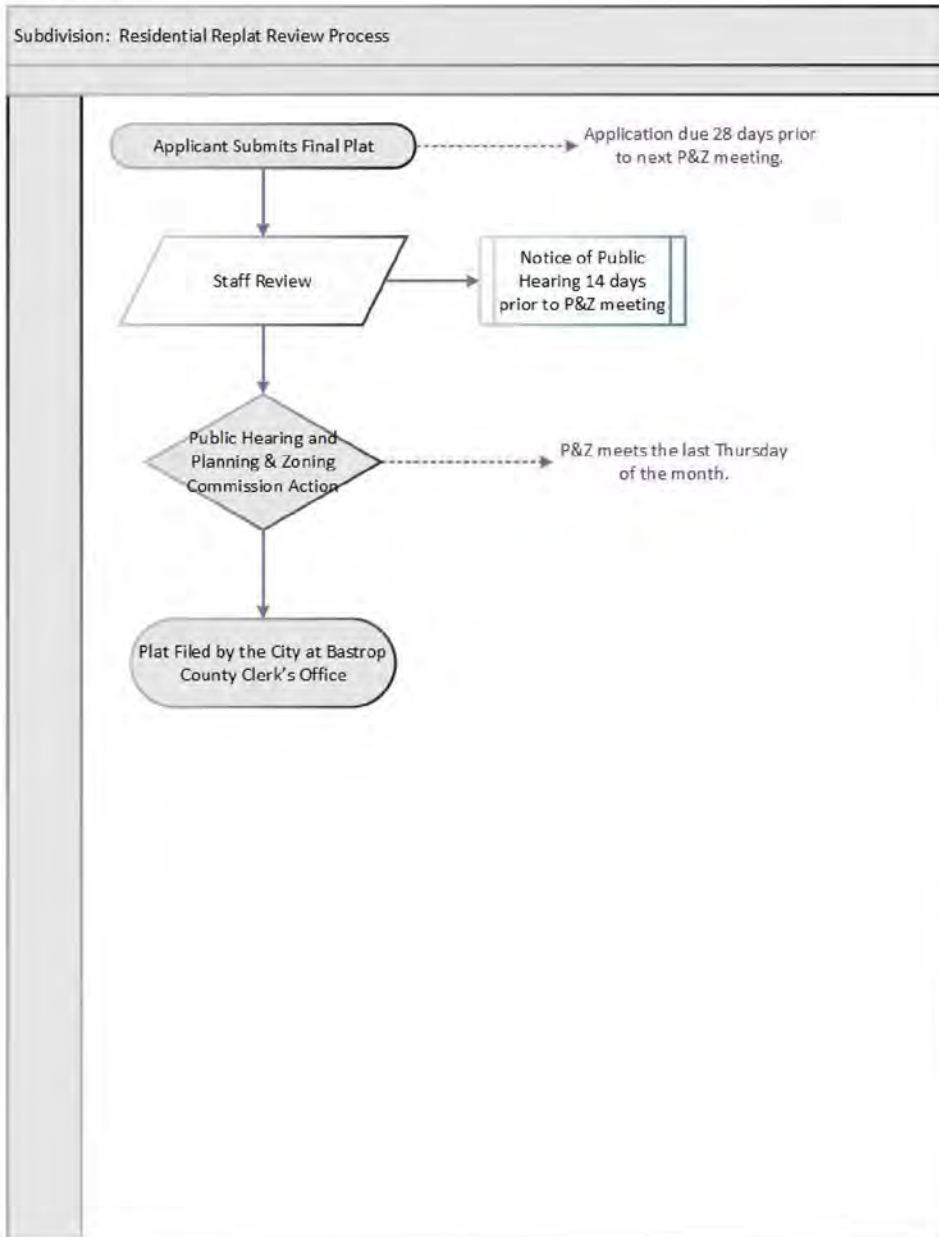 Subdivision: Residential Replat Review Process
Applicant Submits Final Plat
Application due 28 days prior
to next P&Z meeting.
Staff Review
Notice of Public
Hearing 14 days
prior to P&Z meeting
Public Hearing and
Planning & Zoning
Commission Action
P&Z meets the last Thursday
of the month.
Plat Filed by the City at Bastrop
County Clerk's Office